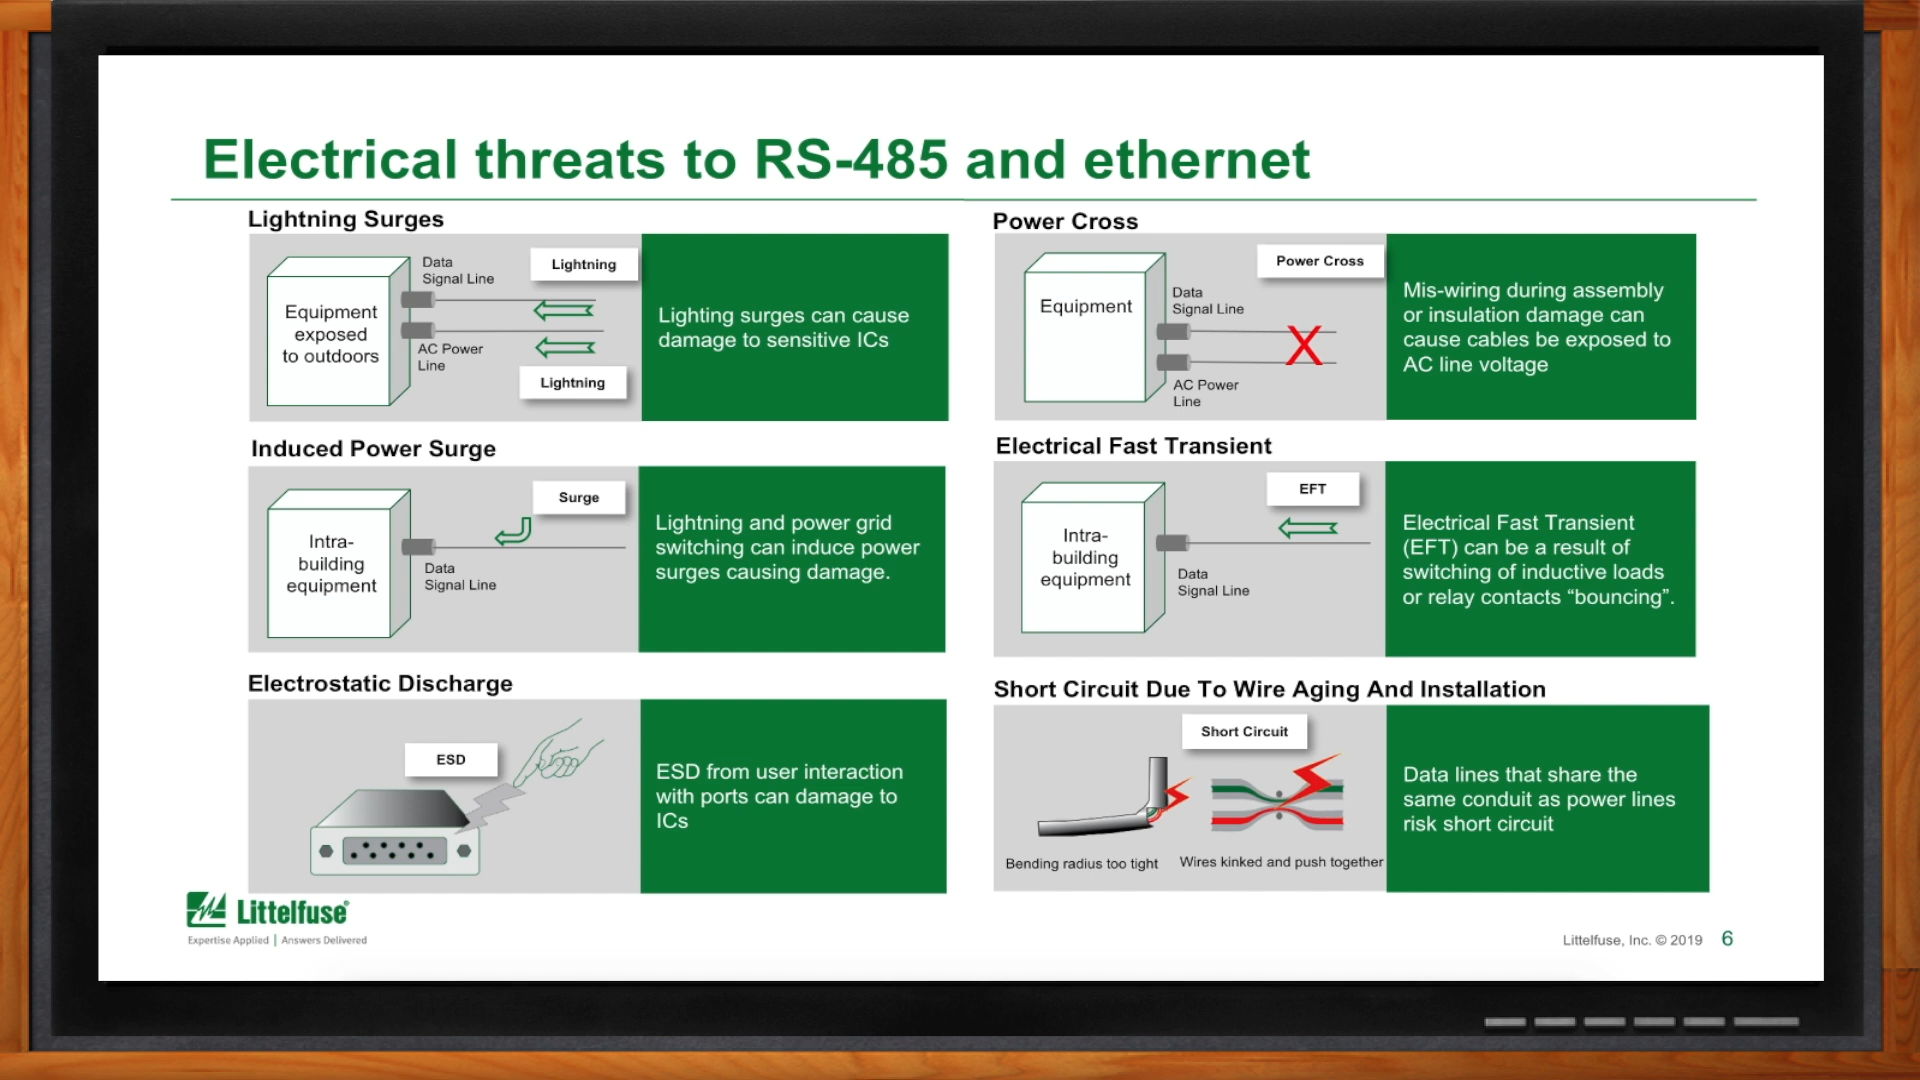 Electrical threats to RS-485 and ethernet
Lightning Surges
Data
Signal Line
Lightning
Equipment
exposed
to outdoors
AC Power
Line
Lightning
Lighting surges can cause
damage to sensitive ICs
Power Cross
Power Cross
Equipment
Data
Signal Line
AC Power
Line
Mis-wiring during assembly
or insulation damage can
cause cables be exposed to
AC line voltage
Induced Power Surge
Surge
Intra-
building
equipment
Data
Signal Line
Lightning and power grid
switching can induce power
surges causing damage.
Electrical Fast Transient
EFT
Intra-
building
equipment
Data
Signal Line
Electrical Fast Transient
(EFT) can be a result of
switching of inductive loads
or relay contacts “bouncing”.
Electrostatic Discharge
ESD
ESD from user interaction
with ports can damage to
ICs
Short Circuit Due To Wire Aging And Installation
Short Circuit
Bending radius too tight
Wires kinked and push together
Data lines that share the
same conduit as power lines
risk short circuit
Littelfuse®
Expertise Applied | Answers Delivered
Littelfuse, Inc. © 2019 6